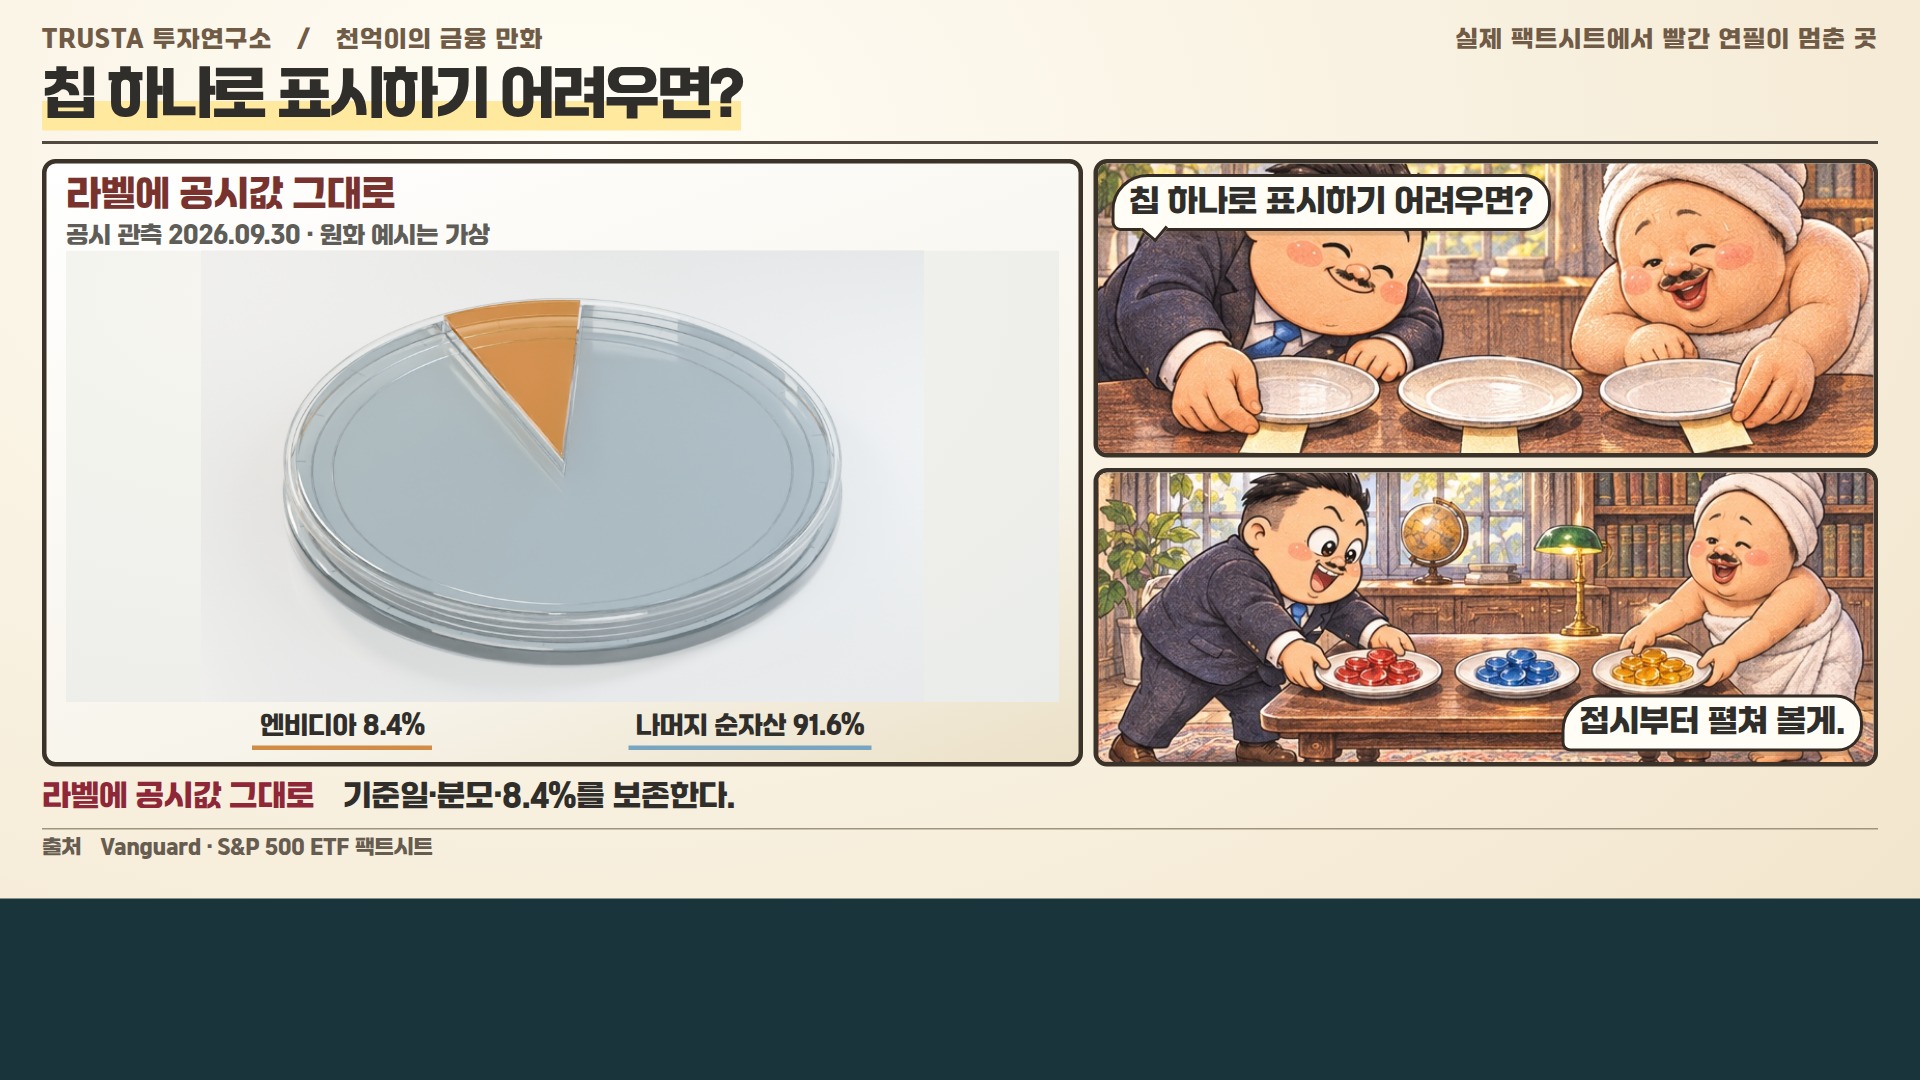 TRUSTA 투자연구소 / 천억이의 금융 만화
실제 팩트시트에서 빨간 연필이 멈춘 곳
칩 하나로 표시하기 어려우면?
라벨에 공시값 그대로
공시 관측 2026.09.30 · 원화 예시는 가상
엔비디아 8.4%
나머지 순자산 91.6%
칩 하나로 표시하기 어려우면?
접시부터 펼쳐 볼게.
라벨에 공시값 그대로 기준일·분모·8.4%를 보존한다.
출처 Vanguard · S&P 500 ETF 팩트시트